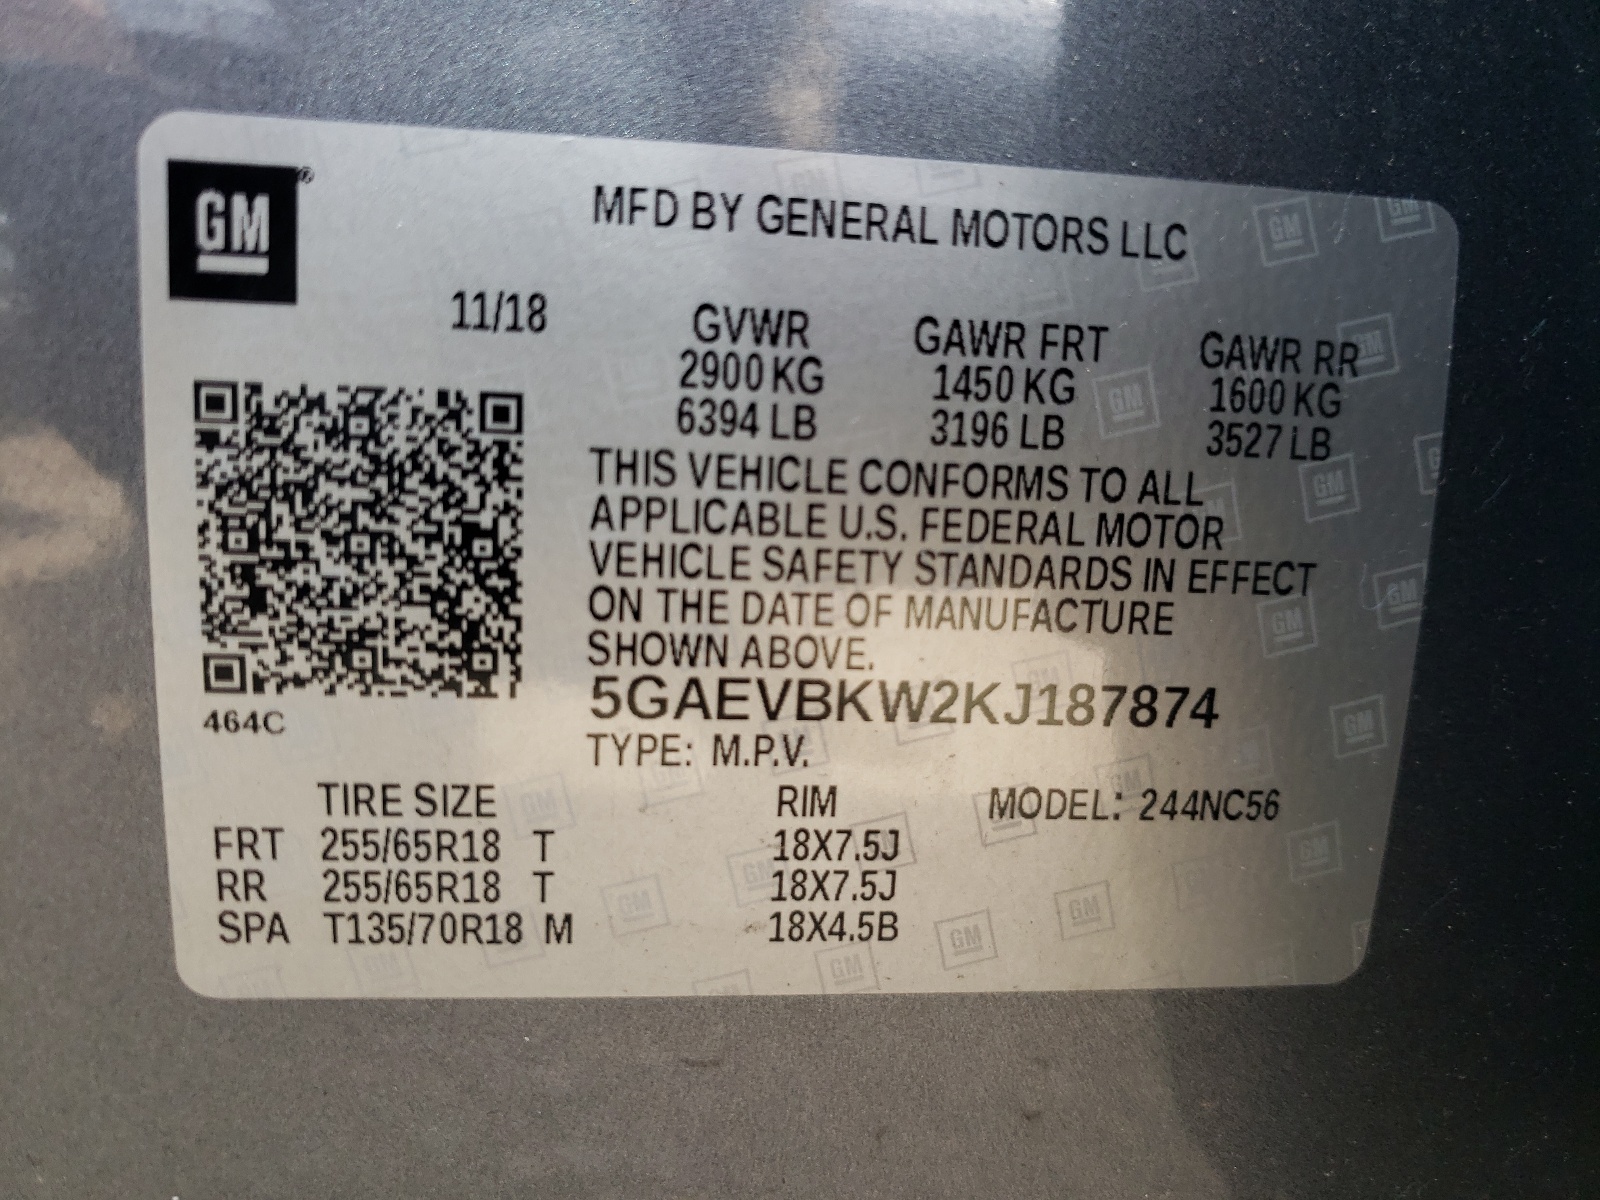 GM
MFD BY GENERAL MOTORS LLC
11/18
GVWR GAWR FRT GAWR RR
2900 KG 1450 KG 1600 KG
6394 LB 3196 LB 3527 LB
THIS VEHICLE CONFORMS TO ALL
APPLICABLE U.S. FEDERAL MOTOR
VEHICLE SAFETY STANDARDS IN EFFECT
ON THE DATE OF MANUFACTURE
SHOWN ABOVE.
5GAEVBKW2KJ187874
464C
TYPE: M.P.V.
TIRE SIZE RIM MODEL: 244NC56
FRT 255/65R18 T 18X7.5J
RR 255/65R18 T 18X7.5J
SPA T135/70R18 M 18X4.5B